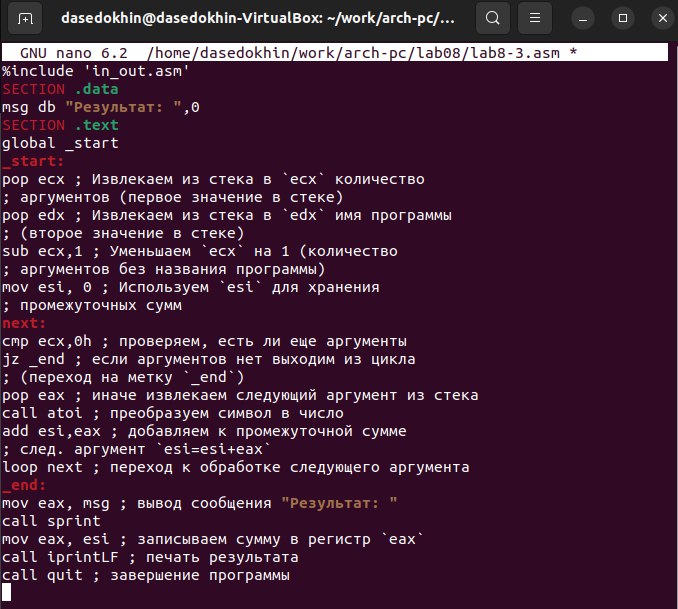 dasedokhin@dasedokhin-VirtualBox: ~/work/arch-pc/...
GNU nano 6.2 /home/dasedokhin/work/arch-pc/lab08/lab8-3.asm *
%include 'in_out.asm'
SECTION .data
msg db "Результат: ",0
SECTION .text
global _start
_start:
pop ecx ; Извлекаем из стека в `ecx` количество
; аргументов (первое значение в стеке)
pop edx ; Извлекаем из стека в `edx` имя программы
; (второе значение в стеке)
sub ecx,1 ; Уменьшаем `ecx` на 1 (количество
; аргументов без названия программы)
mov esi, 0 ; Используем `esi` для хранения
; промежуточных сумм
next:
cmp ecx,0h ; проверяем, есть ли еще аргументы
jz _end ; если аргументов нет выходим из цикла
; (переход на метку `_end`)
pop eax ; иначе извлекаем следующий аргумент из стека
call atoi ; преобразуем символ в число
add esi,eax ; добавляем к промежуточной сумме
; след. аргумент `esi=esi+eax`
loop next ; переход к обработке следующего аргумента
_end:
mov eax, msg ; вывод сообщения "Результат: "
call sprint
mov eax, esi ; записываем сумму в регистр `eax`
call iprintLF ; печать результата
call quit ; завершение программы